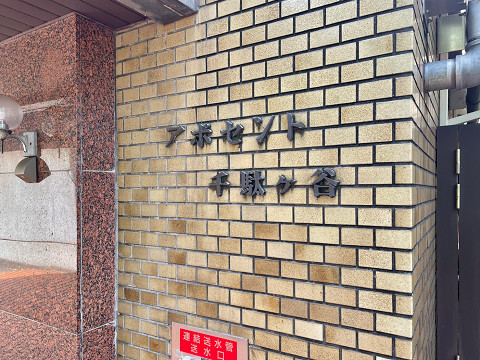 アボセント
千駄ヶ谷
連結送水管
送水口